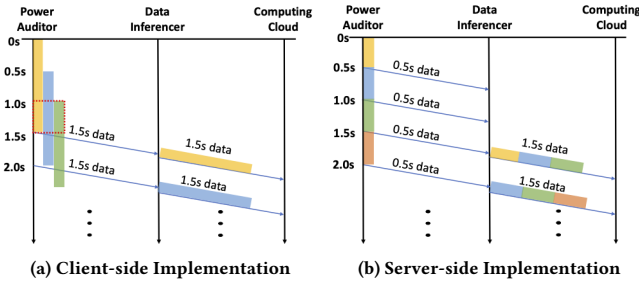 Power
Auditor
Data
Inferencer
Computing
Cloud
0s
0.5s
1.0s
1.5s
2.0s
1.5s data
1.5s data
1.5s data
1.5s data
(a) Client-side Implementation
Power
Auditor
Data
Inferencer
Computing
Cloud
0s
0.5s
1.0s
1.5s
2.0s
0.5s data
0.5s data
0.5s data
1.5s data
0.5s data
1.5s data
(b) Server-side Implementation